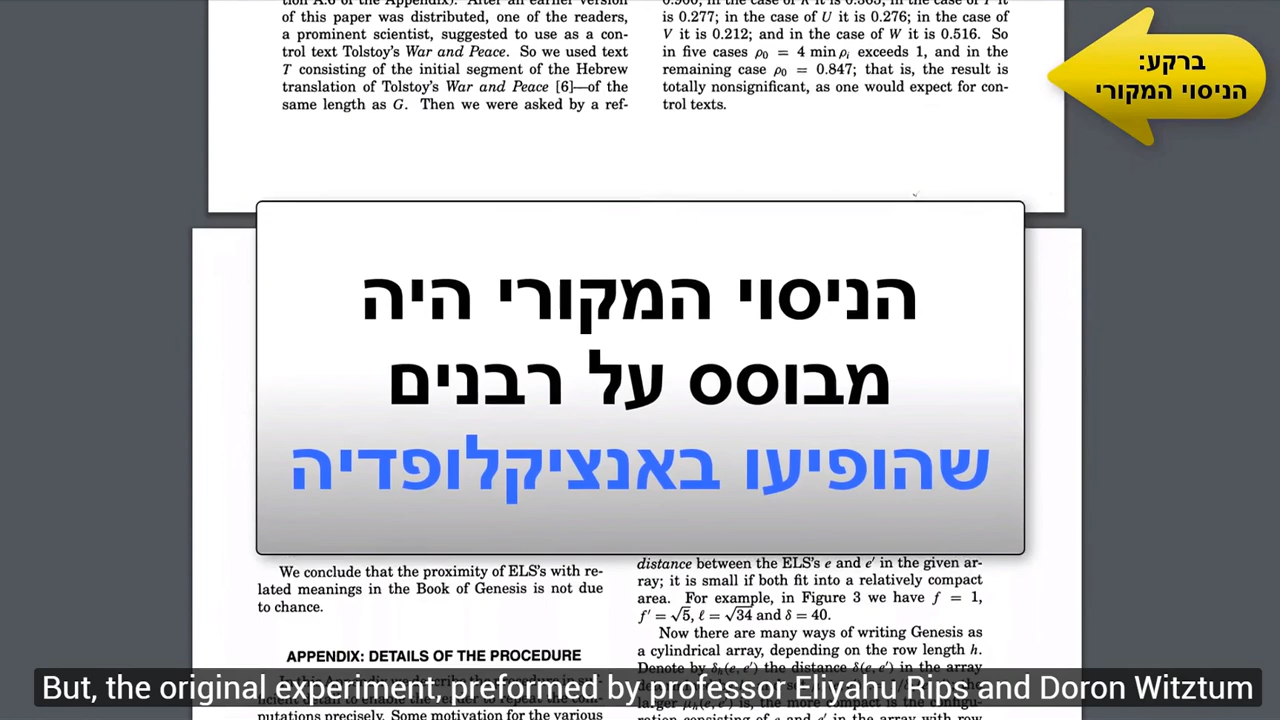 of this paper was distributed, one of the readers,
a prominent scientist, suggested to use as a con-
trol text Tolstoy's War and Peace. So we used text
T consisting of the initial segment of the Hebrew
translation of Tolstoy's War and Peace [6]—of the
same length as G. Then we were asked by a ref-
is 0.277; in the case of U it is 0.276; in the case of
V it is 0.212; and in the case of W it is 0.516. So
in five cases ρ0 = 4 min ρi exceeds 1, and in the
remaining case ρ0 = 0.847; that is, the result is
totally nonsignificant, as one would expect for con-
trol texts.
ברקע:
הניסוי המקורי
הניסוי המקורי היה
מבוסס על רבנים
שהופיעו באנציקלופדיה
We conclude that the proximity of ELS's with re-
lated meanings in the Book of Genesis is not due
to chance.
APPENDIX: DETAILS OF THE PROCEDURE
distance between the ELS's e and e′ in the given ar-
ray; it is small if both fit into a relatively compact
area. For example, in Figure 3 we have f = 1,
f′ = √5, ℓ = √34 and δ = 40.
Now there are many ways of writing Genesis as
a cylindrical array, depending on the row length h.
But, the original experiment, preformed by professor Eliyahu Rips and Doron Witztum